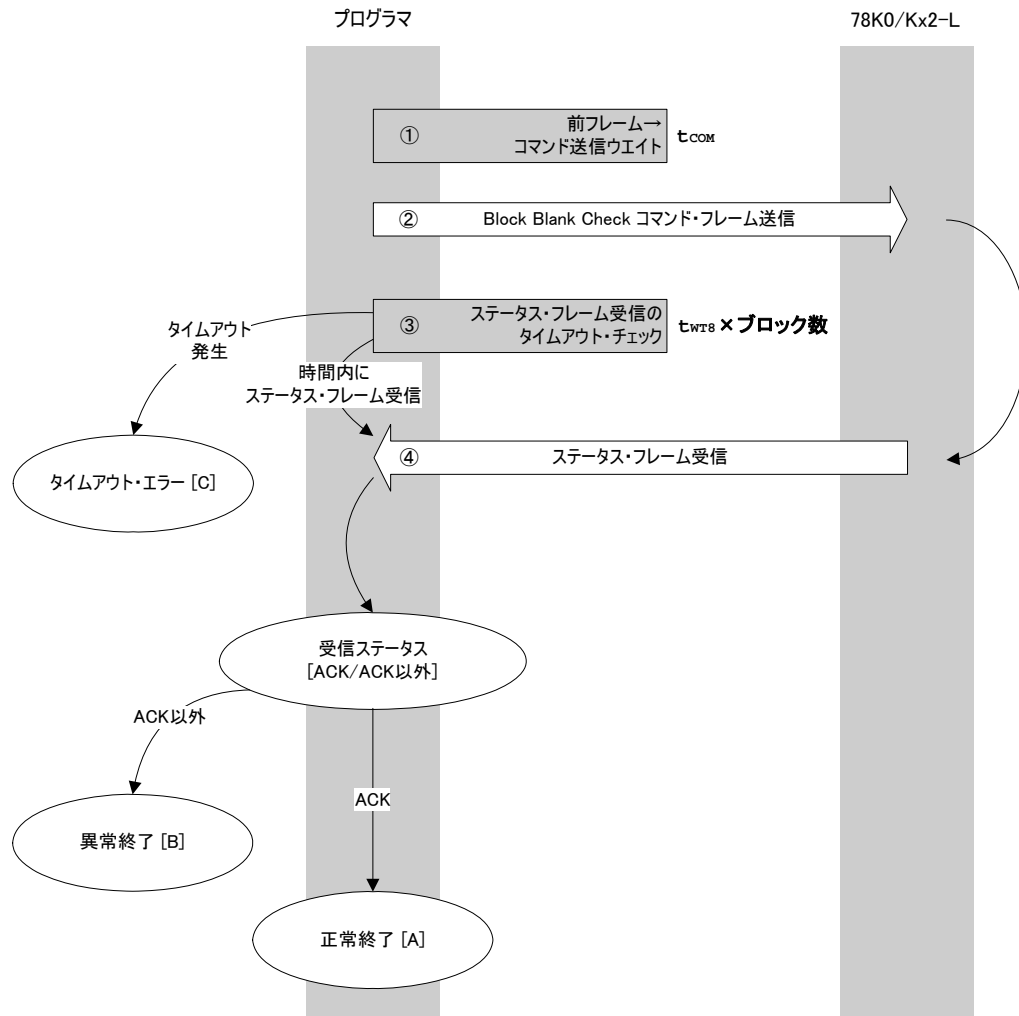 プログラマ
78K0/Kx2-L
①
前フレーム→
コマンド送信ウエイト
tCOM
②
Block Blank Check コマンド・フレーム送信
③
ステータス・フレーム受信の
タイムアウト・チェック
tWT8 × ブロック数
タイムアウト
発生
時間内に
ステータス・フレーム受信
④
ステータス・フレーム受信
タイムアウト・エラー [C]
受信ステータス
[ACK/ACK以外]
ACK以外
ACK
異常終了 [B]
正常終了 [A]